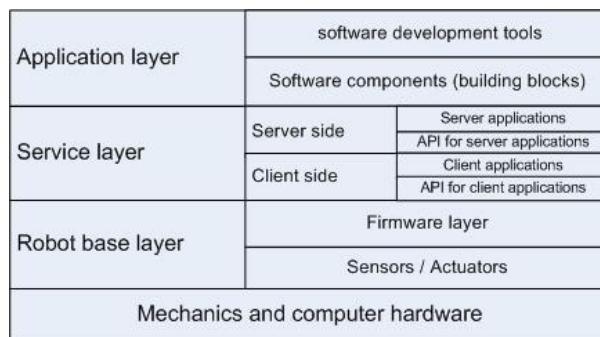 Application layer
software development tools
Software components (building blocks)
Service layer
Server side
Server applications
API for server applications
Client side
Client applications
API for client applications
Robot base layer
Firmware layer
Sensors / Actuators
Mechanics and computer hardware